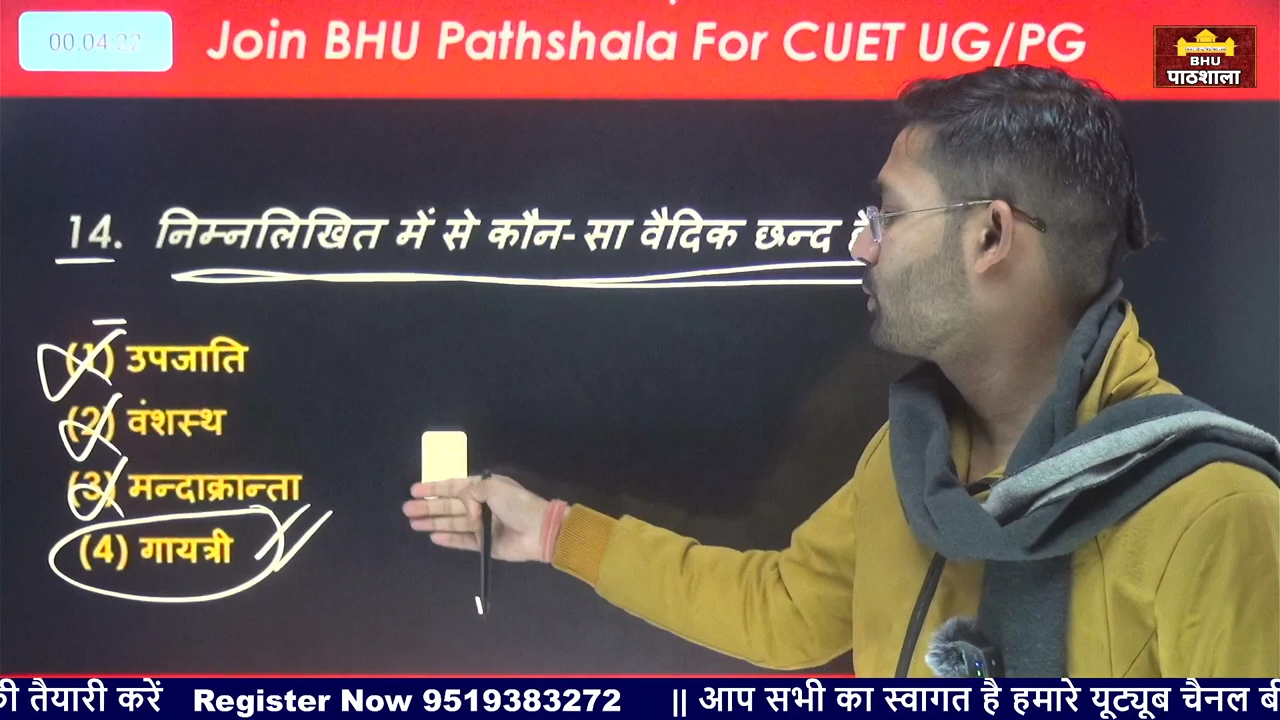 00:04:22
Join BHU Pathshala For CUET UG/PG
BHU
पाठशाला
14. निम्नलिखित में से कौन-सा वैदिक छन्द
(1) उपजाति
(2) वंशस्थ
(3) मन्दाक्रान्ता
(4) गायत्री
की तैयारी करें Register Now 9519383272 || आप सभी का स्वागत है हमारे यूट्यूब चैनल